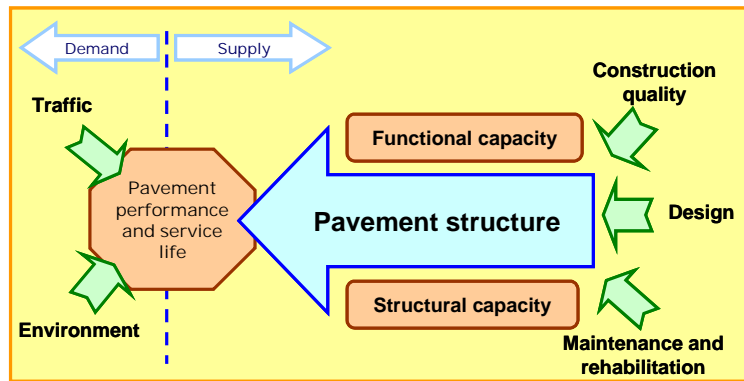 Demand
Supply
Traffic
Construction
quality
Functional capacity
Pavement
performance
and service
life
Pavement structure
Design
Structural capacity
Environment
Maintenance and
rehabilitation